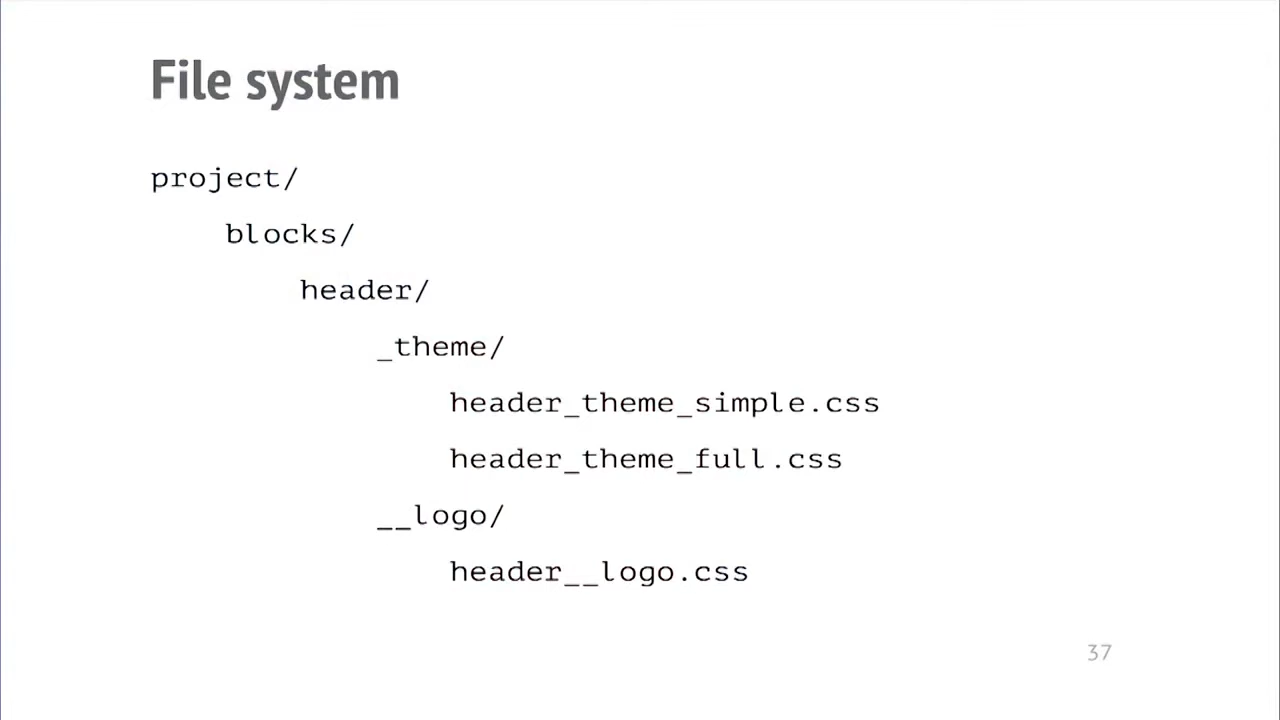 File system
project/
blocks/
header/
_theme/
header_theme_simple.css
header_theme_full.css
__logo/
header__logo.css
37